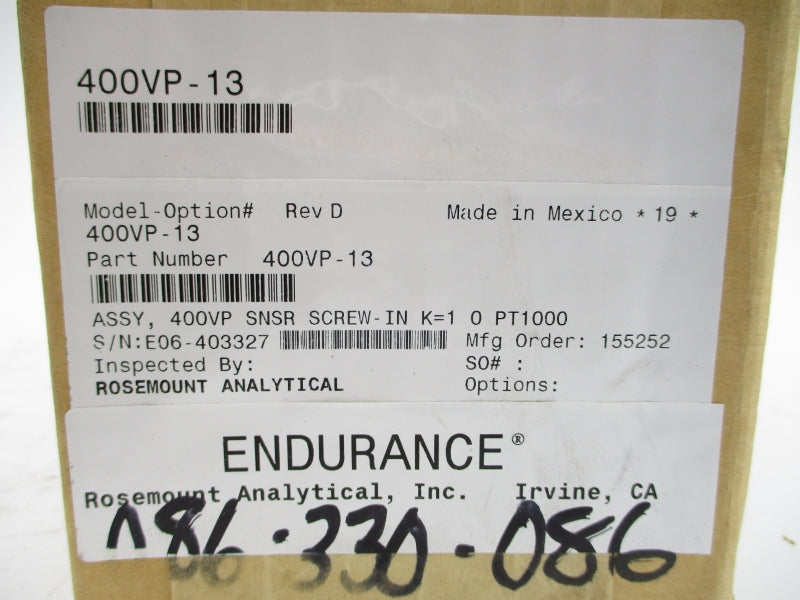 400VP-13
Model-Option# Rev D Made in Mexico * 19 *
400VP-13
Part Number 400VP-13
ASSY, 400VP SNSR SCREW-IN K=1 0 PT1000
S/N:E06-403327 Mfg Order: 155252
Inspected By: SO# :
ROSEMOUNT ANALYTICAL Options:
ENDURANCE®
Rosemount Analytical, Inc. Irvine, CA
086-330-086